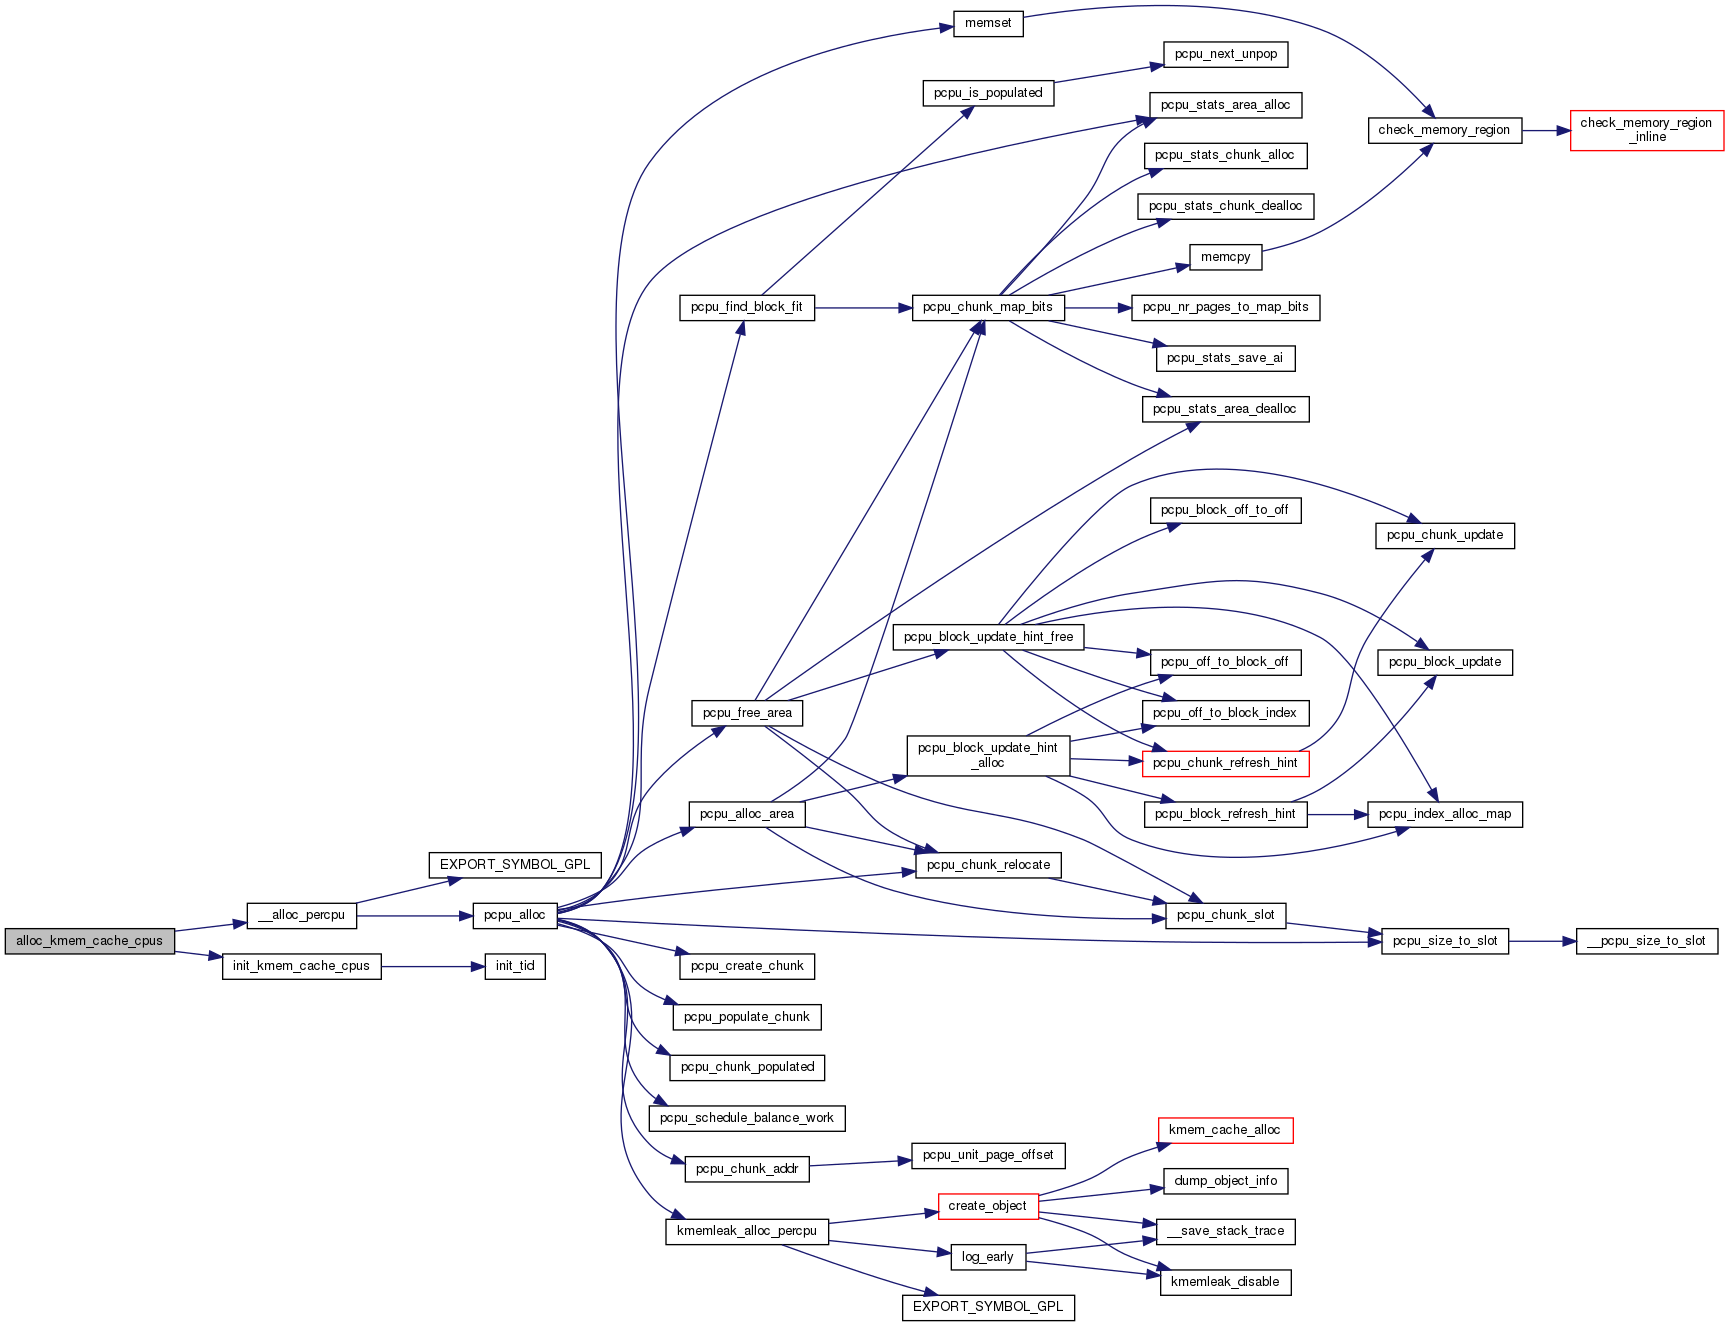 memset
pcpu_next_unpop
pcpu_is_populated
pcpu_stats_area_alloc
check_memory_region
check_memory_region
_inline
pcpu_stats_chunk_alloc
pcpu_stats_chunk_dealloc
memcpy
pcpu_find_block_fit
pcpu_chunk_map_bits
pcpu_nr_pages_to_map_bits
pcpu_stats_save_ai
pcpu_stats_area_dealloc
pcpu_block_off_to_off
pcpu_chunk_update
pcpu_block_update_hint_free
pcpu_off_to_block_off
pcpu_block_update
pcpu_free_area
pcpu_off_to_block_index
pcpu_block_update_hint
_alloc
pcpu_chunk_refresh_hint
pcpu_alloc_area
pcpu_block_refresh_hint
pcpu_index_alloc_map
EXPORT_SYMBOL_GPL
pcpu_chunk_relocate
__alloc_percpu
pcpu_alloc
pcpu_chunk_slot
alloc_kmem_cache_cpus
pcpu_size_to_slot
__pcpu_size_to_slot
init_kmem_cache_cpus
init_tid
pcpu_create_chunk
pcpu_populate_chunk
pcpu_chunk_populated
pcpu_schedule_balance_work
kmem_cache_alloc
pcpu_chunk_addr
pcpu_unit_page_offset
dump_object_info
create_object
kmemleak_alloc_percpu
__save_stack_trace
log_early
kmemleak_disable
EXPORT_SYMBOL_GPL